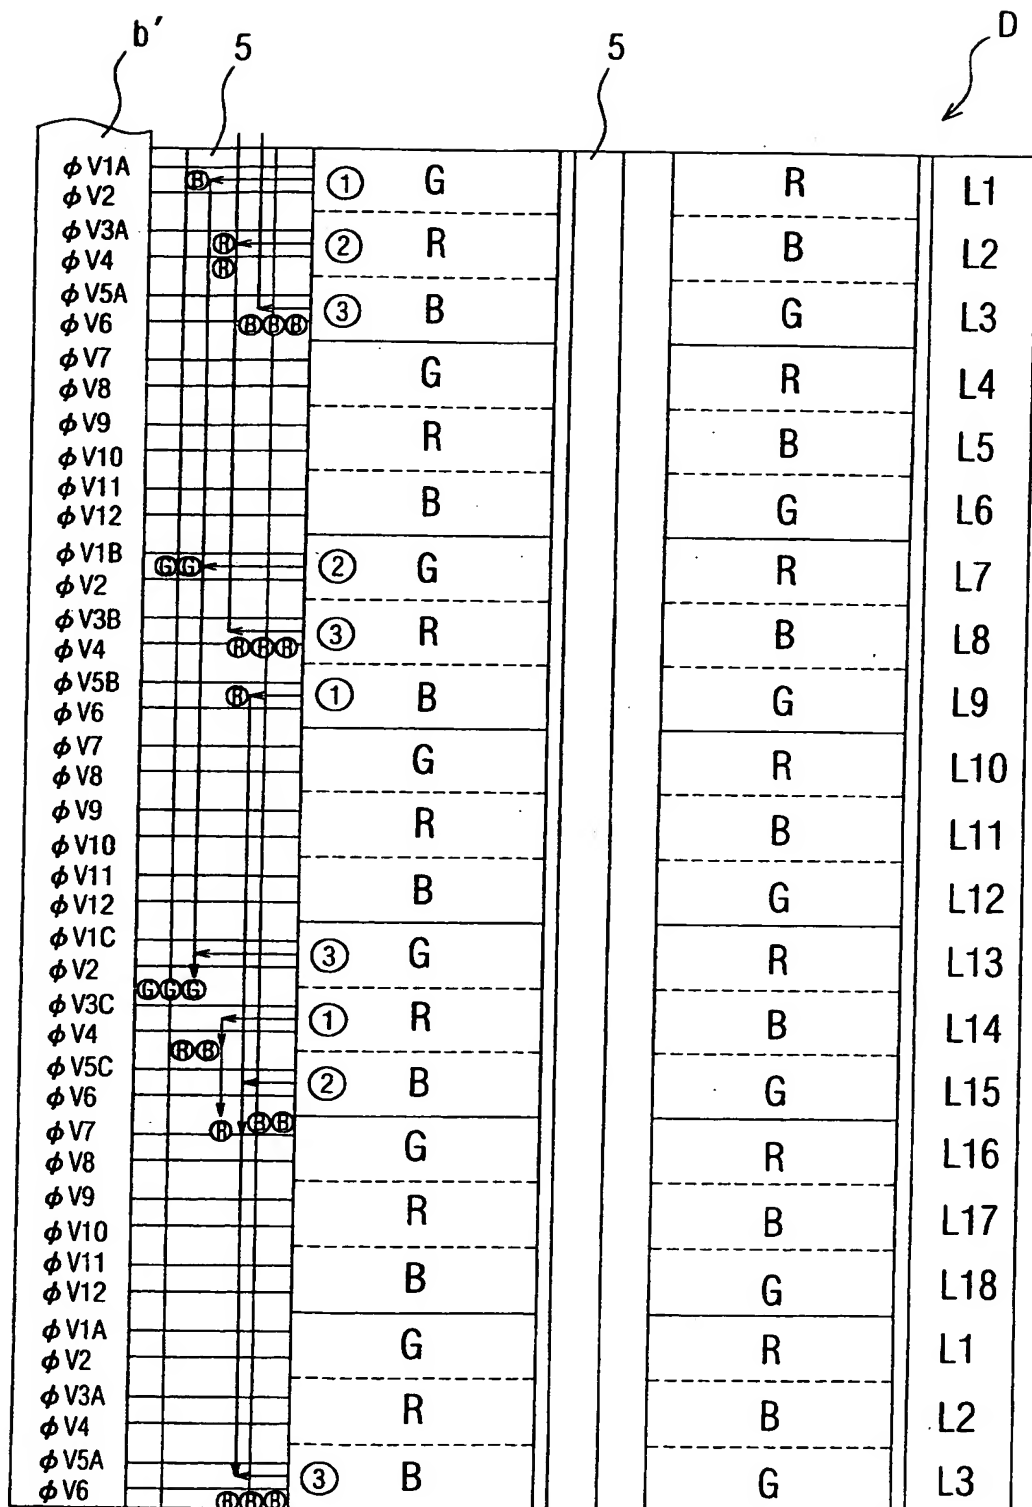 b′ 5 5 D
φV1A
① G R L1
φV2
φV3A
② R B L2
φV4
φV5A
③ B G L3
φV6
φV7
G R L4
φV8
φV9
R B L5
φV10
φV11
B G L6
φV12
φV1B
Ⓖ Ⓖ ② G R L7
φV2
φV3B
③ R B L8
φV4
φV5B
① B G L9
φV6
φV7
G R L10
φV8
φV9
R B L11
φV10
φV11
B G L12
φV12
φV1C
③ G R L13
φV2
Ⓖ Ⓖ Ⓖ
φV3C
① R B L14
φV4
φV5C
② B G L15
φV6
φV7
G R L16
φV8
φV9
R B L17
φV10
φV11
B G L18
φV12
φV1A
G R L1
φV2
φV3A
R B L2
φV4
φV5A
③ B G L3
φV6